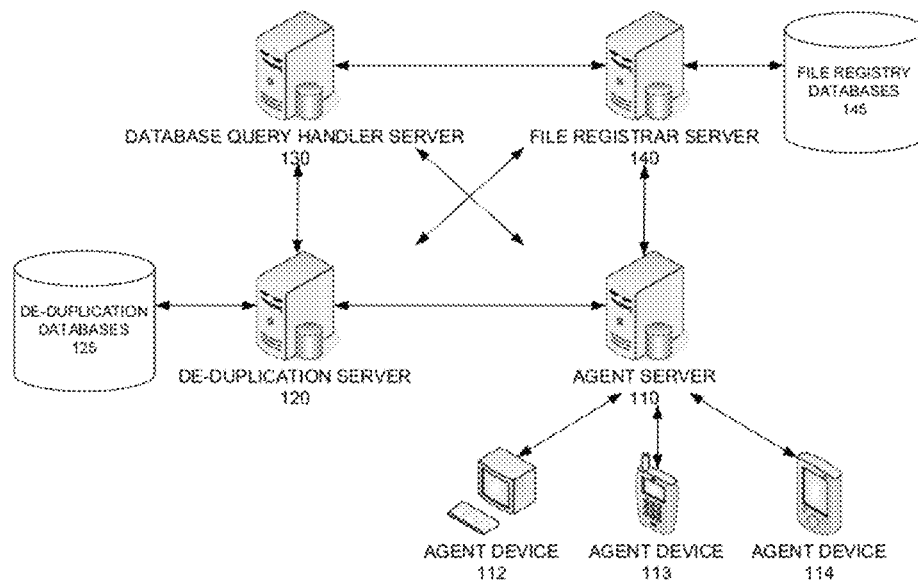 FILE REGISTRY
DATABASES
145
DATABASE QUERY HANDLER SERVER
130
FILE REGISTRAR SERVER
140
DE-DUPLICATION
DATABASES
125
DE-DUPLICATION SERVER
120
AGENT SERVER
110
AGENT DEVICE
112
AGENT DEVICE
113
AGENT DEVICE
114